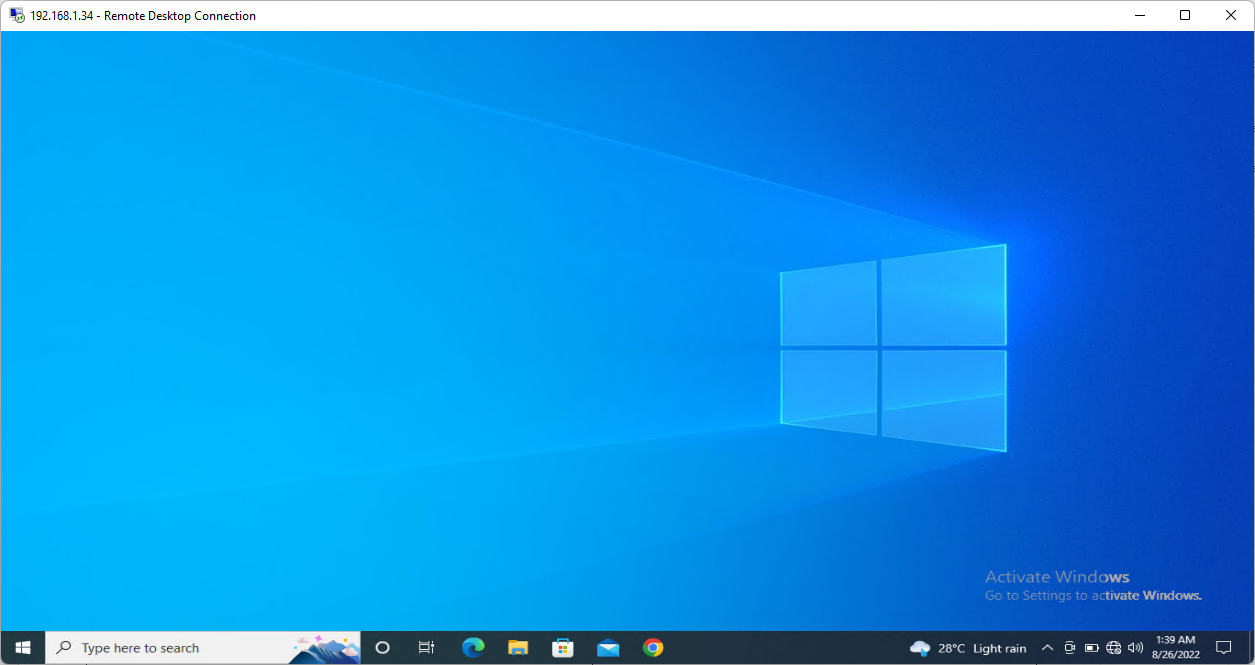 192.168.1.34 - Remote Desktop Connection
Activate Windows
Go to Settings to activate Windows.
Type here to search
28°C Light rain
1:39 AM
8/26/2022